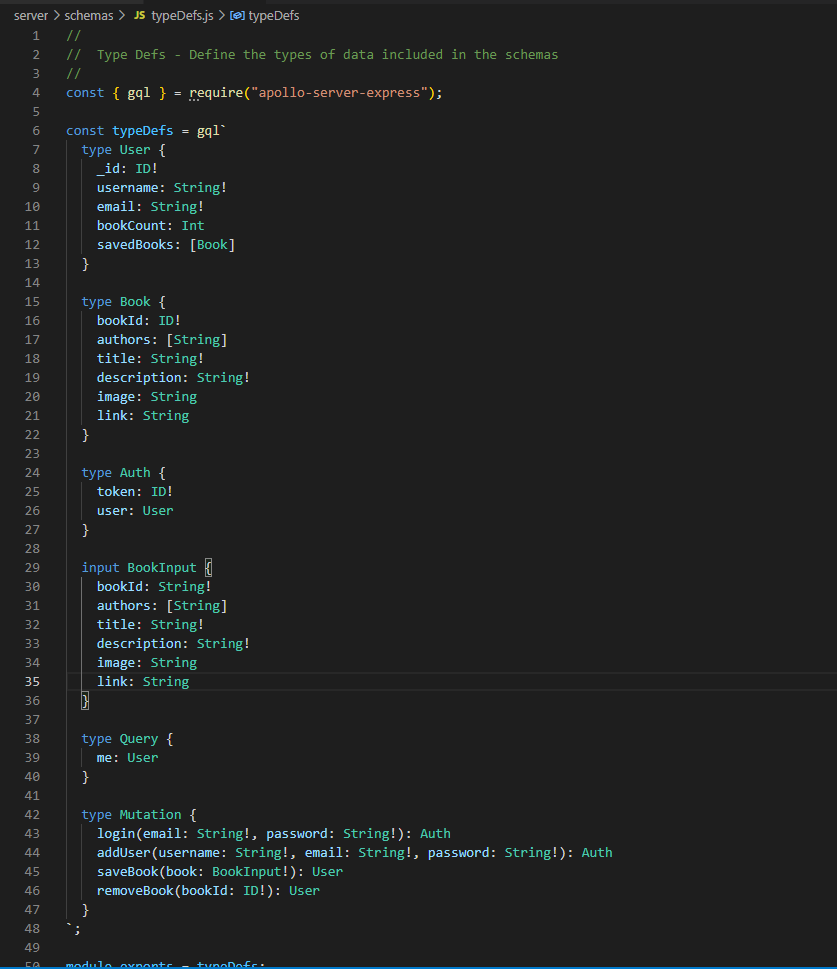 server > schemas > JS typeDefs.js > typeDefs
1 //
2 //  Type Defs - Define the types of data included in the schemas
3 //
4 const { gql } = require("apollo-server-express");
5
6 const typeDefs = gql`
7   type User {
8     _id: ID!
9     username: String!
10     email: String!
11     bookCount: Int
12     savedBooks: [Book]
13   }
14
15   type Book {
16     bookId: ID!
17     authors: [String]
18     title: String!
19     description: String!
20     image: String
21     link: String
22   }
23
24   type Auth {
25     token: ID!
26     user: User
27   }
28
29   input BookInput {
30     bookId: String!
31     authors: [String]
32     title: String!
33     description: String!
34     image: String
35     link: String
36   }
37
38   type Query {
39     me: User
40   }
41
42   type Mutation {
43     login(email: String!, password: String!): Auth
44     addUser(username: String!, email: String!, password: String!): Auth
45     saveBook(book: BookInput!): User
46     removeBook(bookId: ID!): User
47   }
48 `;
49
50 module.exports = typeDefs;